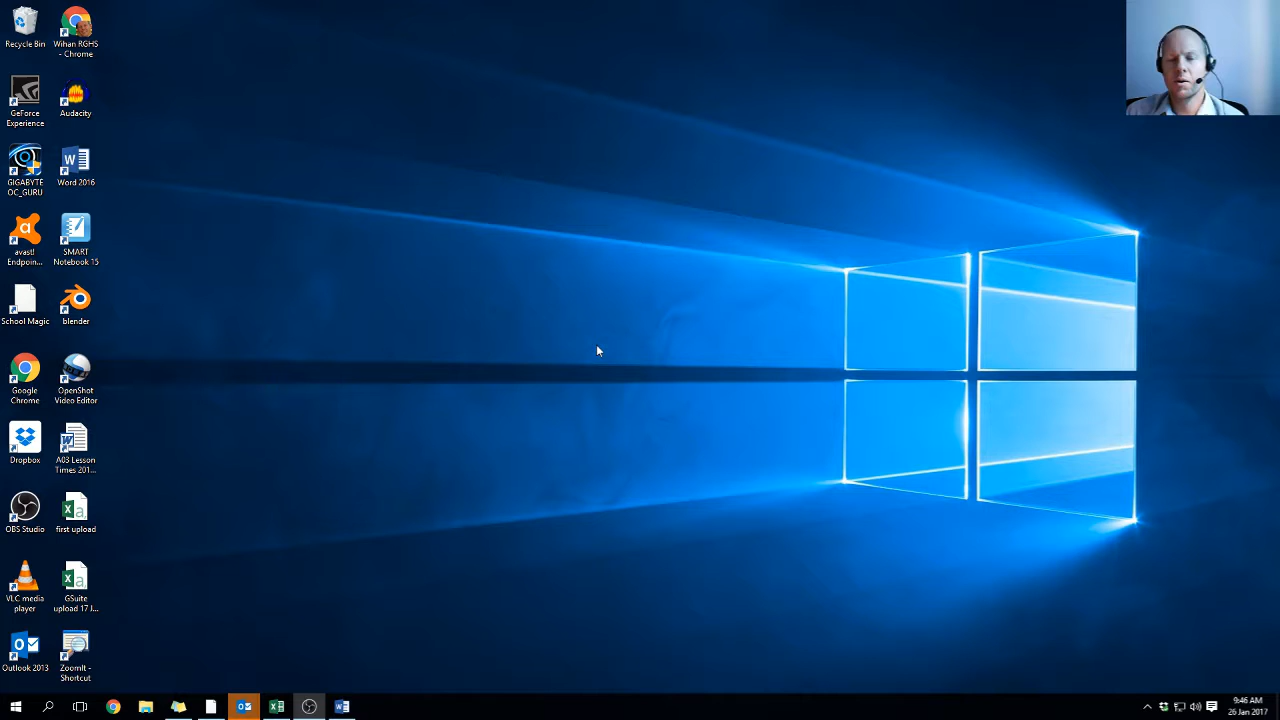 Recycle Bin
Wihan RGHS
- Chrome
GeForce
Experience
Audacity
GIGABYTE
OC_GURU
Word 2016
avast!
Endpoin...
SMART
Notebook 15
School Magic
blender
Google
Chrome
OpenShot
Video Editor
Dropbox
A03 Lesson
Times 201...
OBS Studio
first upload
VLC media
player
GSuite
upload 17 J...
Outlook 2013
ZoomIt -
Shortcut
9:46 AM
26 Jan 2017